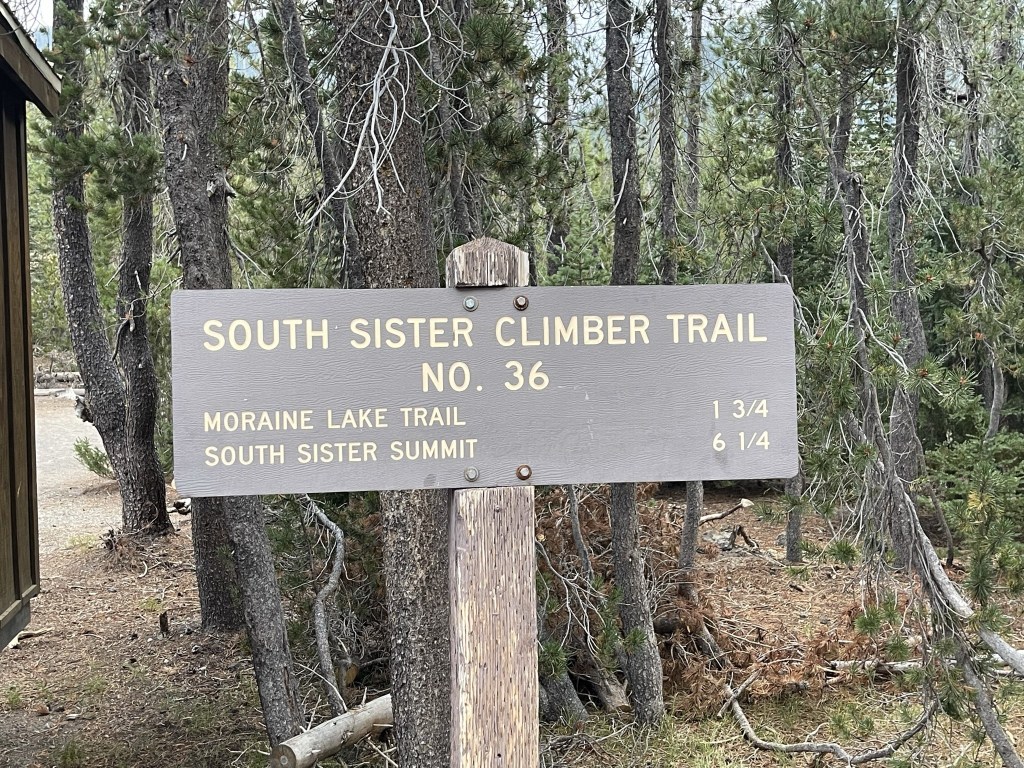 SOUTH SISTER CLIMBER TRAIL
NO. 36
MORAINE LAKE TRAIL 1 3/4
SOUTH SISTER SUMMIT 6 1/4